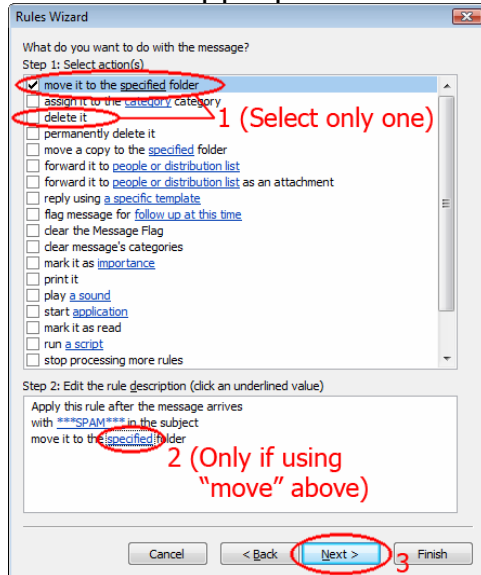 Rules Wizard
What do you want to do with the message?
Step 1: Select action(s)
move it to the specified folder
assign it to the category category
delete it
1 (Select only one)
permanently delete it
move a copy to the specified folder
forward it to people or distribution list
forward it to people or distribution list as an attachment
reply using a specific template
flag message for follow up at this time
clear the Message Flag
clear message's categories
mark it as importance
print it
play a sound
start application
mark it as read
run a script
stop processing more rules
Step 2: Edit the rule description (click an underlined value)
Apply this rule after the message arrives
with ***SPAM*** in the subject
move it to the specified folder
2 (Only if using
“move” above)
Cancel < Back Next > 3 Finish